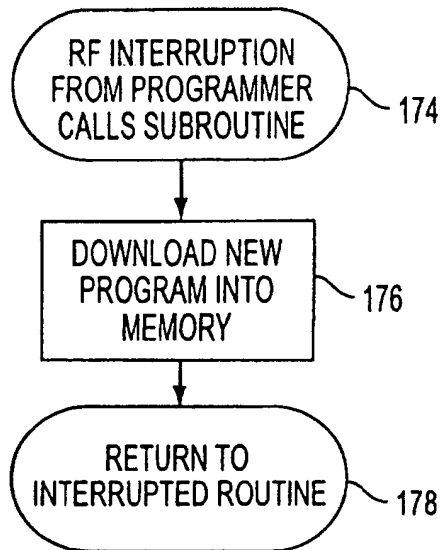 RF INTERRUPTION
FROM PROGRAMMER
CALLS SUBROUTINE
174
DOWNLOAD NEW
PROGRAM INTO
MEMORY
176
RETURN TO
INTERRUPTED ROUTINE
178